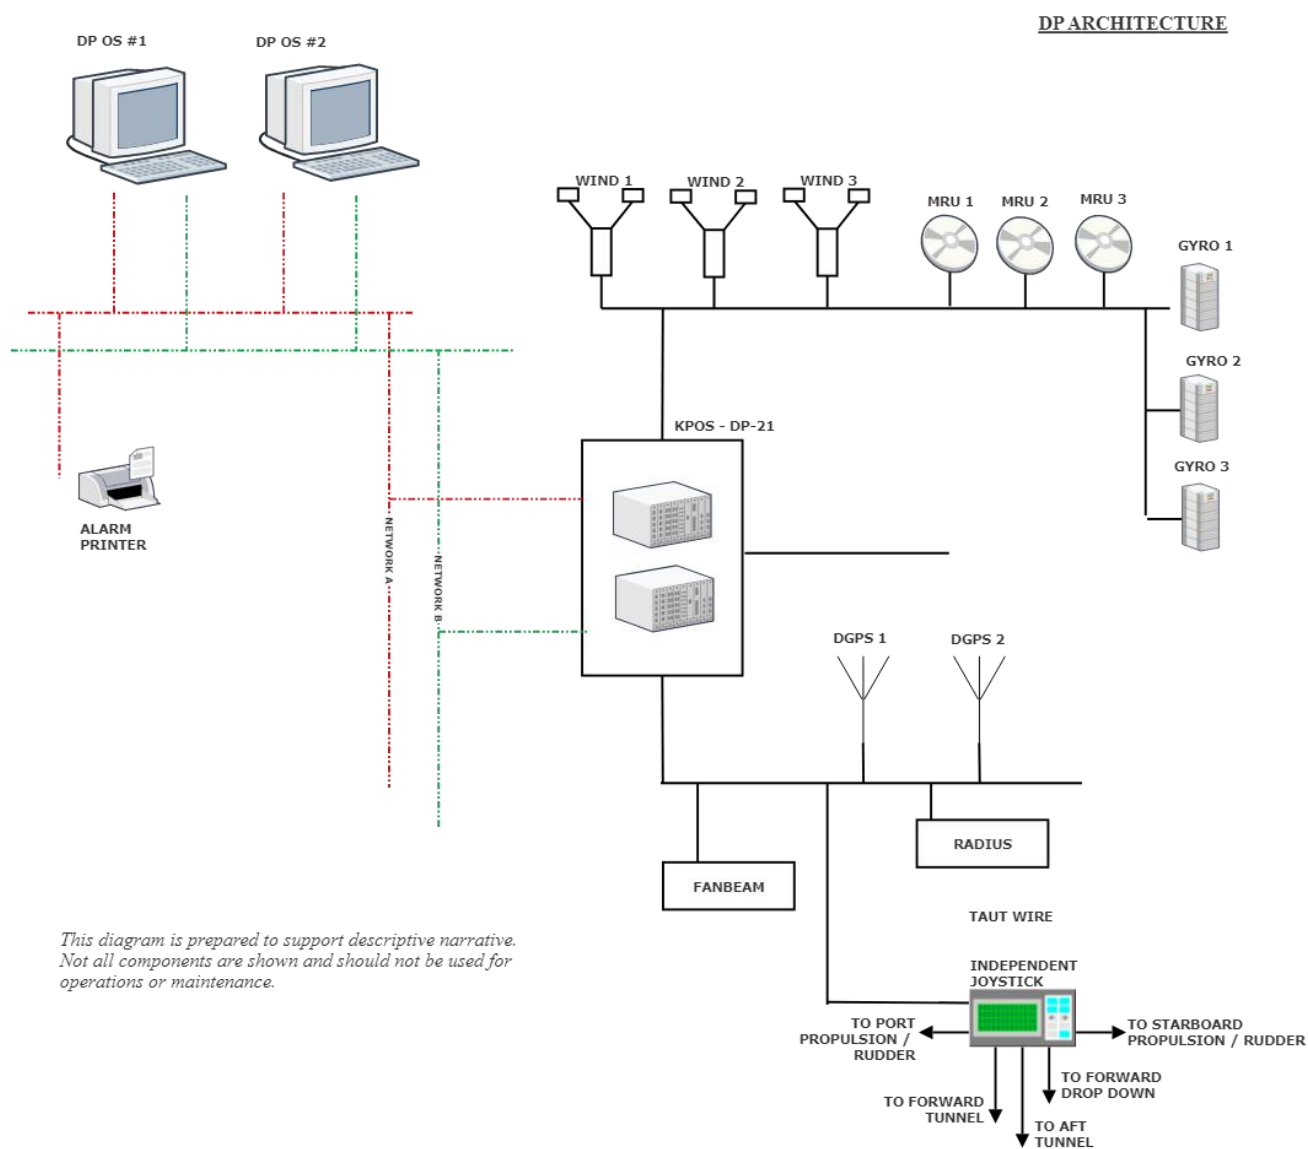 DP ARCHITECTURE
DP OS #1
DP OS #2
WIND 1
WIND 2
WIND 3
MRU 1
MRU 2
MRU 3
GYRO 1
GYRO 2
GYRO 3
KPOS - DP-21
ALARM
PRINTER
NETWORK A
NETWORK B
DGPS 1
DGPS 2
RADIUS
FANBEAM
TAUT WIRE
This diagram is prepared to support descriptive narrative.
Not all components are shown and should not be used for
operations or maintenance.
INDEPENDENT
JOYSTICK
TO PORT
PROPULSION /
RUDDER
TO STARBOARD
PROPULSION / RUDDER
TO FORWARD
DROP DOWN
TO FORWARD
TUNNEL
TO AFT
TUNNEL